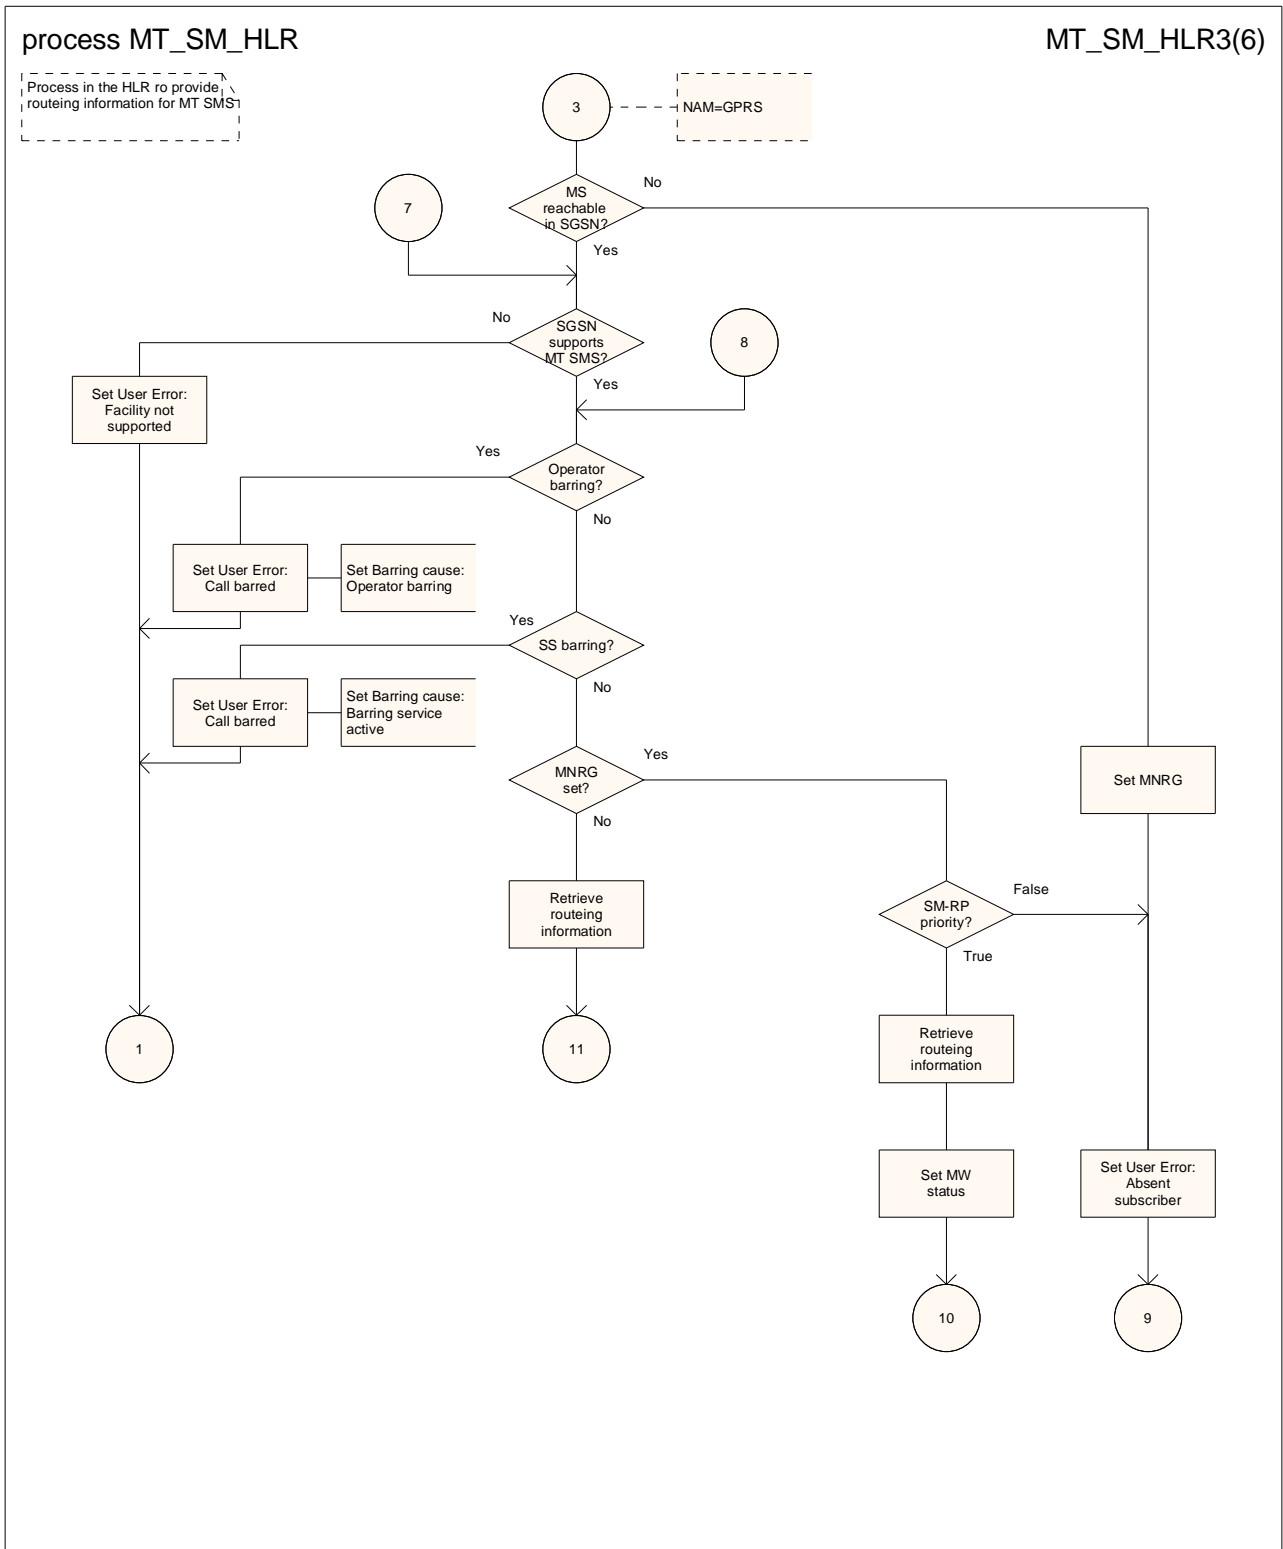 process MT_SM_HLR
MT_SM_HLR3(6)
Process in the HLR ro provide
routeing information for MT SMS
3
NAM=GPRS
MS
reachable
in SGSN?
No
7
Yes
No
SGSN
supports
MT SMS?
8
Yes
Set User Error:
Facility not
supported
Yes
Operator
barring?
No
Set User Error:
Call barred
Set Barring cause:
Operator barring
Yes
SS barring?
No
Set User Error:
Call barred
Set Barring cause:
Barring service
active
Yes
MNRG
set?
Set MNRG
No
Retrieve
routeing
information
False
SM-RP
priority?
True
1
11
Retrieve
routeing
information
Set MW
status
Set User Error:
Absent
subscriber
10
9